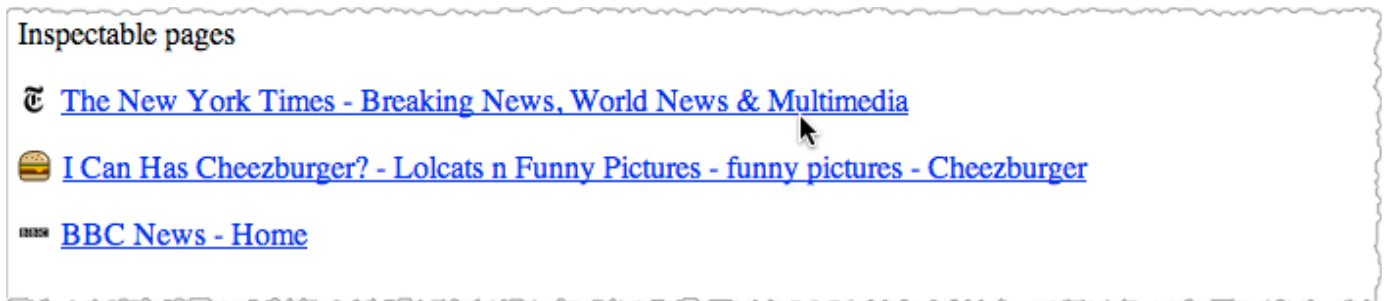 Inspectable pages
The New York Times - Breaking News, World News & Multimedia
I Can Has Cheezburger? - Lolcats n Funny Pictures - funny pictures - Cheezburger
BBC News - Home